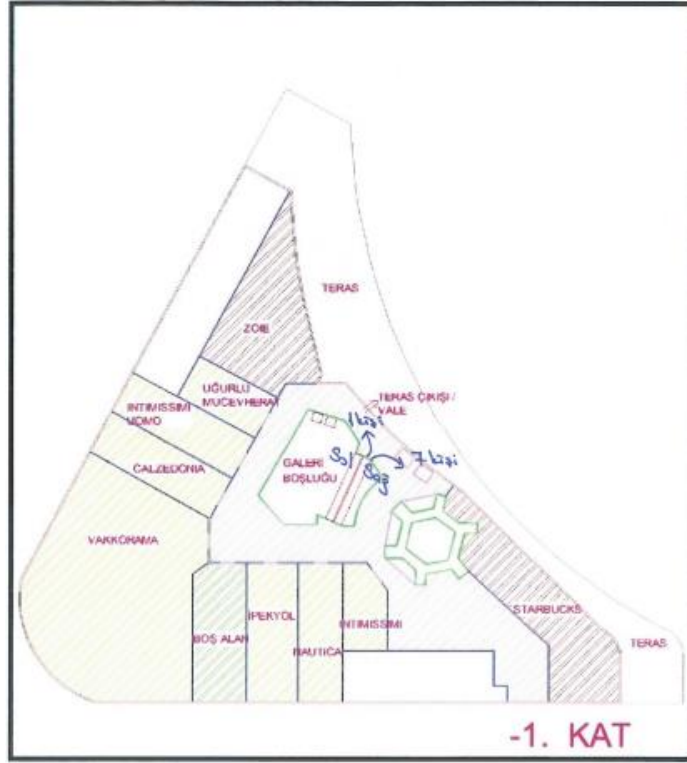 TERAS
ZOIE
UĞURLU
MÜCEVHERAT
TERAS ÇIKIŞI /
VALE
1 kişi
INTIMISSIMI
UOMO
Sol
Sağ
7 kişi
GALERİ
BOŞLUĞU
CALZEDONIA
VAKKORAMA
BOŞ ALAN
İPEKYOL
NAUTICA
INTIMISSIMI
STARBUCKS
TERAS
-1. KAT